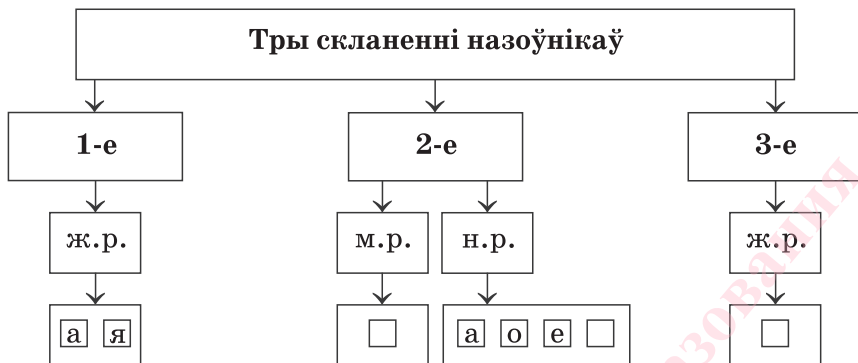 Тры скланенні назоўнікаў
1-е 2-е 3-е
ж.р. м.р. н.р. ж.р.
а я а о е